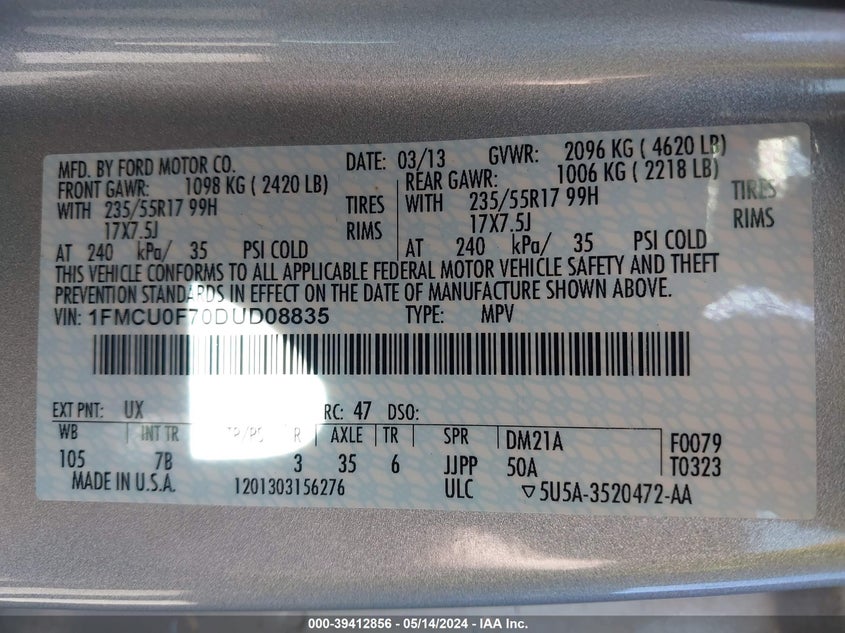 MFD. BY FORD MOTOR CO. DATE: 03/13 GVWR: 2096 KG ( 4620 LB)
FRONT GAWR: 1098 KG ( 2420 LB) REAR GAWR: 1006 KG ( 2218 LB)
WITH 235/55R17 99H TIRES WITH 235/55R17 99H TIRES
17X7.5J RIMS 17X7.5J RIMS
AT 240 kPa/ 35 PSI COLD AT 240 kPa/ 35 PSI COLD
THIS VEHICLE CONFORMS TO ALL APPLICABLE FEDERAL MOTOR VEHICLE SAFETY AND THEFT
PREVENTION STANDARDS IN EFFECT ON THE DATE OF MANUFACTURE SHOWN ABOVE.
VIN: 1FMCU0F70DUD08835 TYPE: MPV
EXT PNT: UX RC: 47 DSO:
WB INT TR R AXLE TR SPR DM21A F0079
105 7B 3 35 6 JJPP 50A T0323
MADE IN U.S.A. 1201303156276 ULC ▽5U5A-3520472-AA
000-39412856 - 05/14/2024 - IAA Inc.